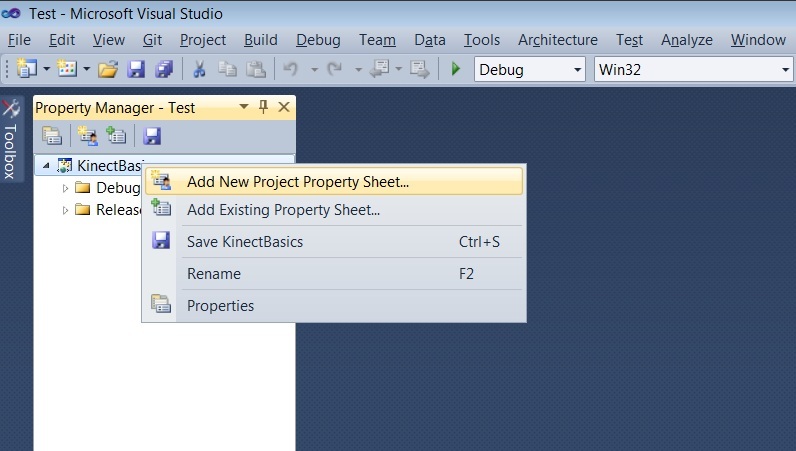 Test - Microsoft Visual Studio
File Edit View Git Project Build Debug Team Data Tools Architecture Test Analyze Window
Debug Win32
Toolbox
Property Manager - Test
KinectBasi
Add New Project Property Sheet...
Debug
Add Existing Property Sheet...
Release
Save KinectBasics Ctrl+S
Rename F2
Properties